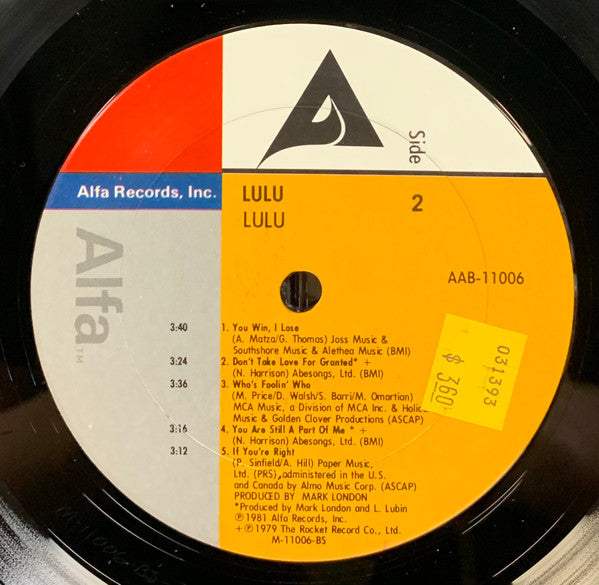 Side
2
Alfa Records, Inc.
LULU
LULU
Alfa™
AAB-11006
3:40 1. You Win, I Lose
(A. Matza/G. Thomas) Joss Music &
Southshore Music & Alethea Music (BMI)
3:24 2. Don't Take Love For Granted* +
(N. Harrison) Abesongs, Ltd. (BMI)
3:36 3. Who's Foolin' Who
(M. Price/D. Walsh/S. Barri/M. Omartian)
MCA Music, a Division of MCA Inc. & 
Music & Golden Clover Productions (ASCAP)
3:16 4. You Are Still A Part Of Me * +
(N. Harrison) Abesongs, Ltd. (BMI)
3:12 5. If You're Right
(P. Sinfield/A. Hill) Paper Music,
Ltd. (PRS), administered in the U.S.
and Canada by Almo Music Corp. (ASCAP)
PRODUCED BY MARK LONDON
*Produced by Mark London and L. Lubin
℗1981 Alfa Records, Inc.
+℗1979 The Rocket Record Co., Ltd.
M-11006-BS
031393
$ 360